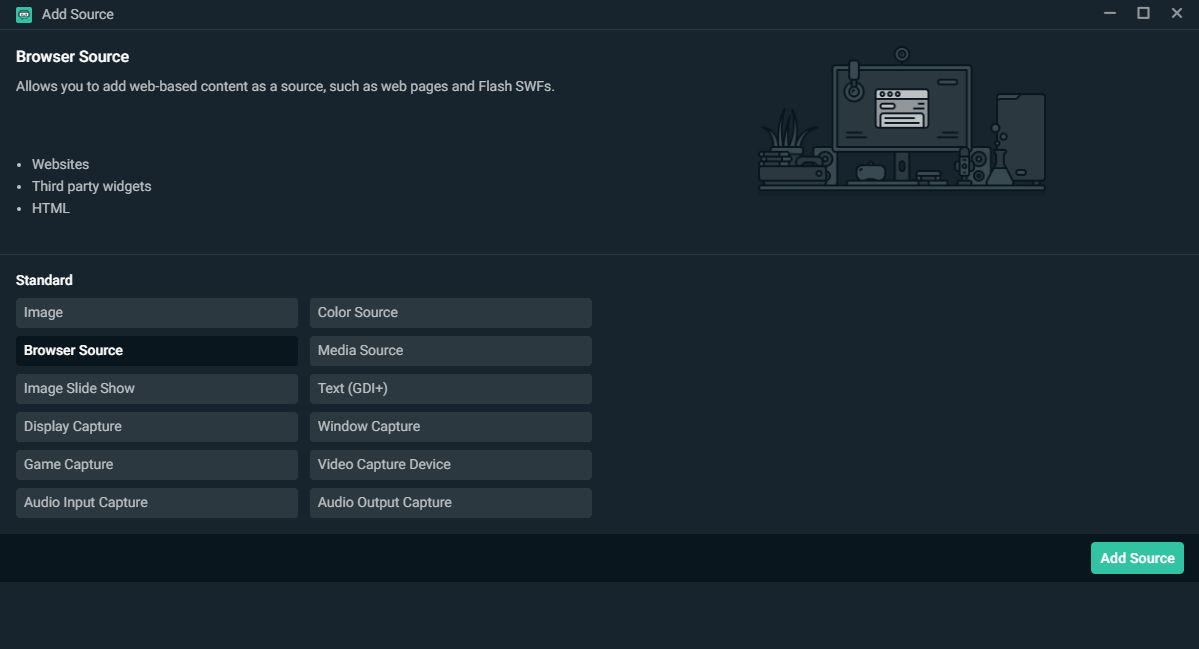 Add Source
Browser Source
Allows you to add web-based content as a source, such as web pages and Flash SWFs.
• Websites
• Third party widgets
• HTML
Standard
Image
Color Source
Browser Source
Media Source
Image Slide Show
Text (GDI+)
Display Capture
Window Capture
Game Capture
Video Capture Device
Audio Input Capture
Audio Output Capture
Add Source